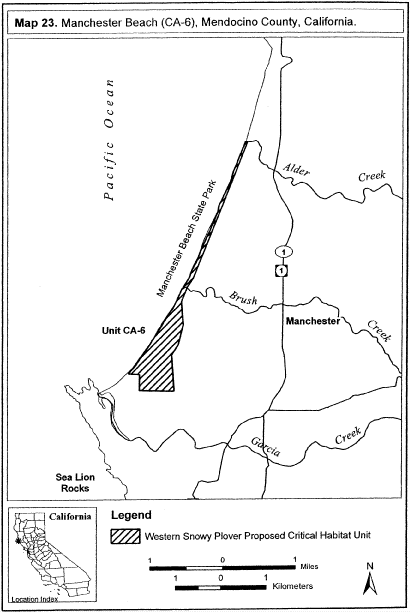 Map 23. Manchester Beach (CA-6), Mendocino County, California.
Pacific Ocean
Alder Creek
Manchester Beach State Park
1
1
Brush Creek
Manchester
Unit CA-6
Garcia Creek
Sea Lion
Rocks
California
Location Index
Legend
Western Snowy Plover Proposed Critical Habitat Unit
1 0 1
Miles
1 0 1
Kilometers
N